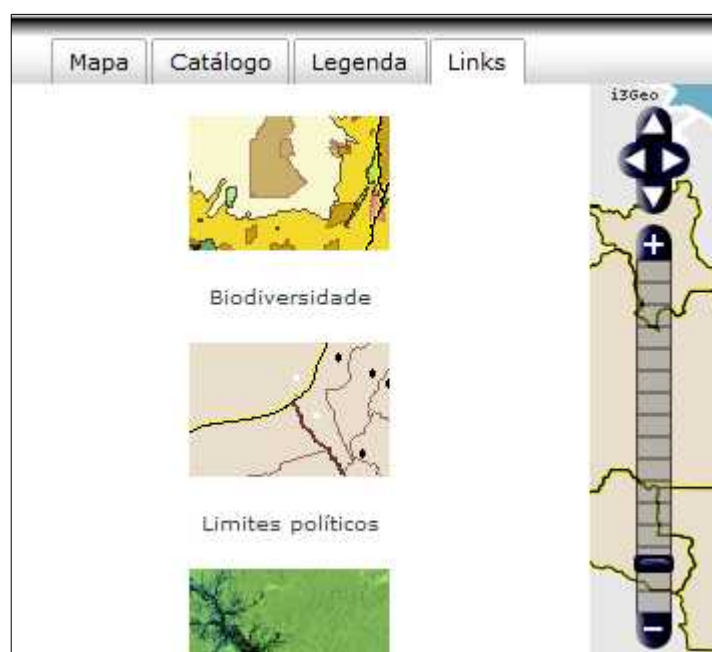 Mapa
Catálogo
Legenda
Links
i3Geo
Biodiversidade
Limites políticos